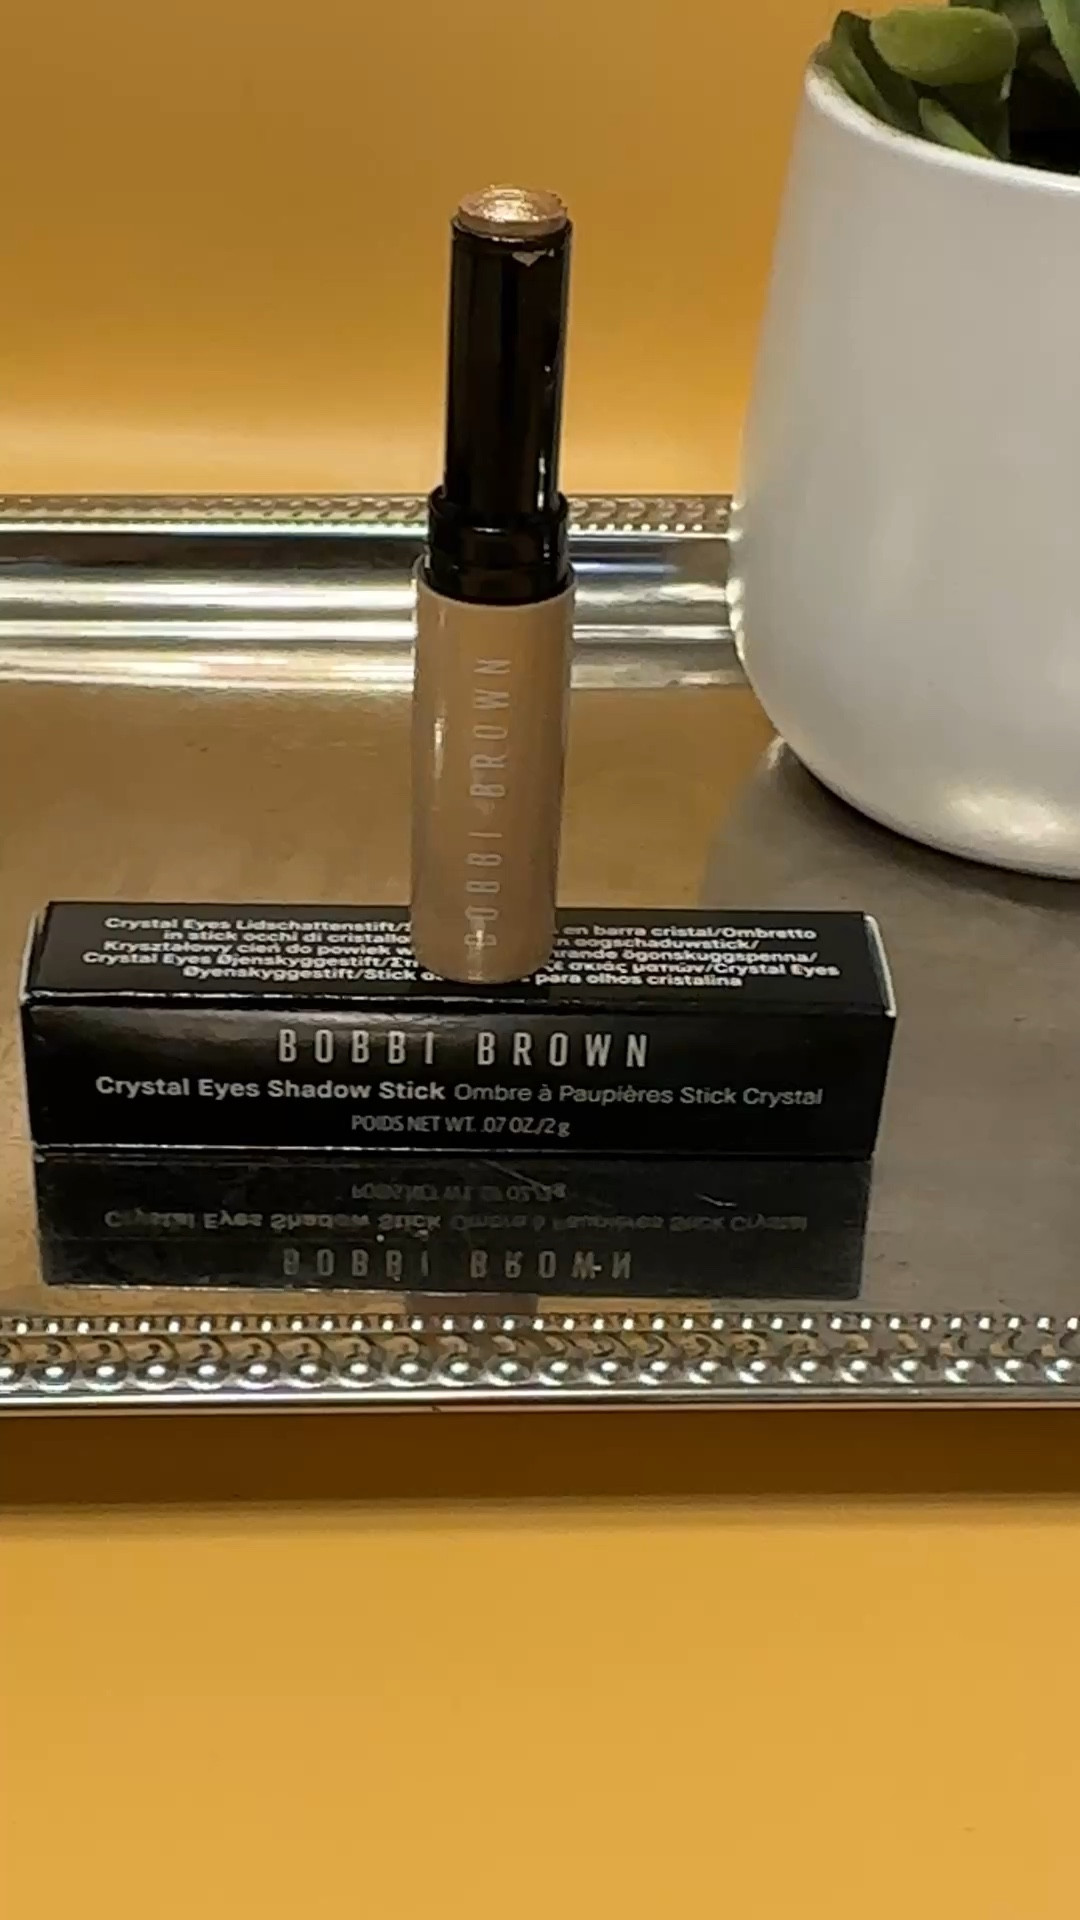 BOBBI BROWN
Crystal Eyes Lidschattenstift/ en barra cristal/Ombretto
in stick occhi di cristallo oogschaduwstick/
Kryształowy cień do powiek ögonskuggspenna/
Crystal Eyes Øjenskyggestift/ σκιάς ματιών/Crystal Eyes
Øyenskyggestift/Stick para olhos cristalina
BOBBI BROWN
Crystal Eyes Shadow Stick Ombre à Paupières Stick Crystal
POIDS NET WT. .07 OZ./2 g